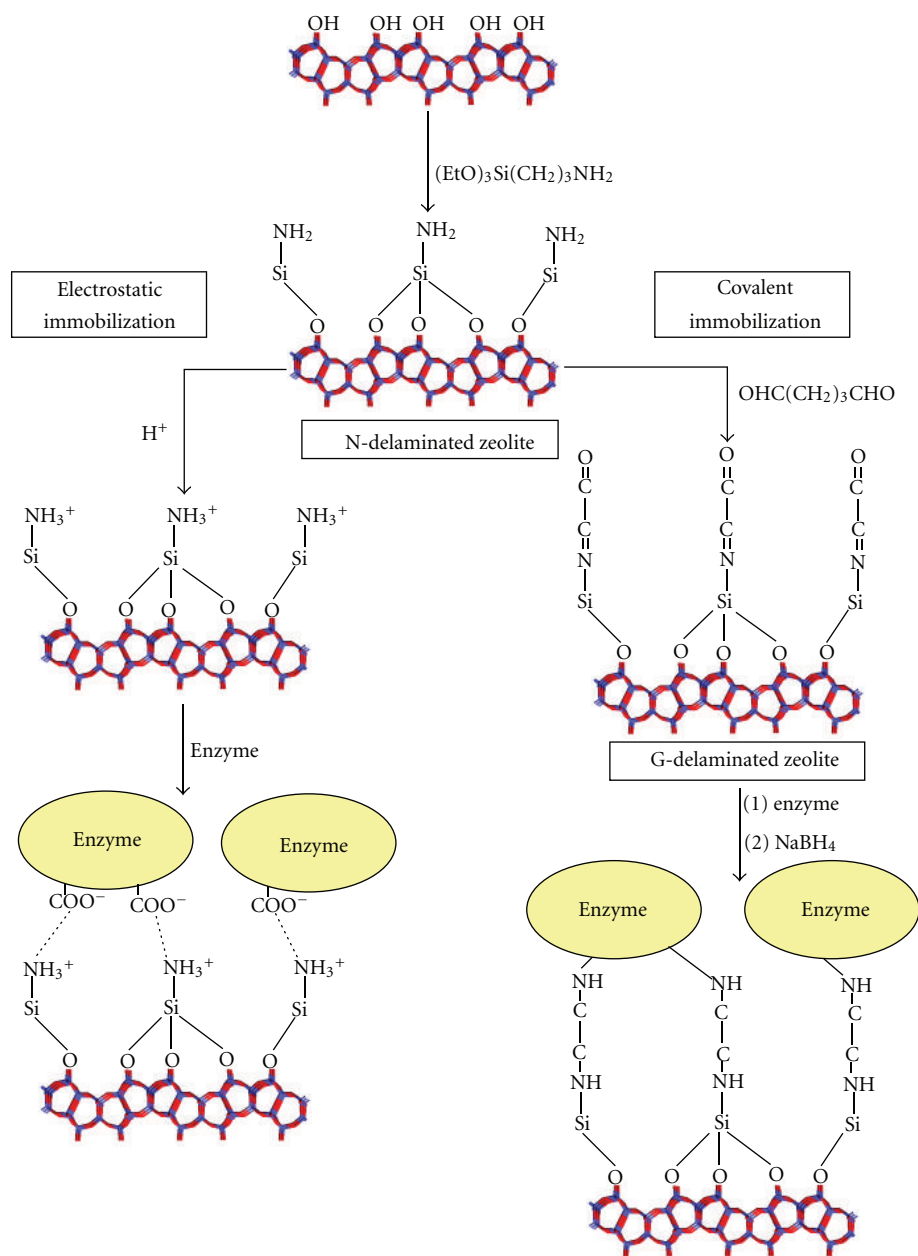 OH OH OH OH OH
(EtO)₃Si(CH₂)₃NH₂
NH₂ NH₂ NH₂
Si Si Si
O O O O O
Electrostatic
immobilization
Covalent
immobilization
N-delaminated zeolite
H⁺
NH₃⁺ NH₃⁺ NH₃⁺
Si Si Si
O O O O O
Enzyme
Enzyme Enzyme
COO⁻ COO⁻ COO⁻
NH₃⁺ NH₃⁺ NH₃⁺
Si Si Si
O O O O O
OHC(CH₂)₃CHO
O O O
C C C
C C C
N N N
Si Si Si
O O O O O
G-delaminated zeolite
(1) enzyme
(2) NaBH₄
Enzyme Enzyme
NH NH NH
C C C
C C C
NH NH NH
Si Si Si
O O O O O